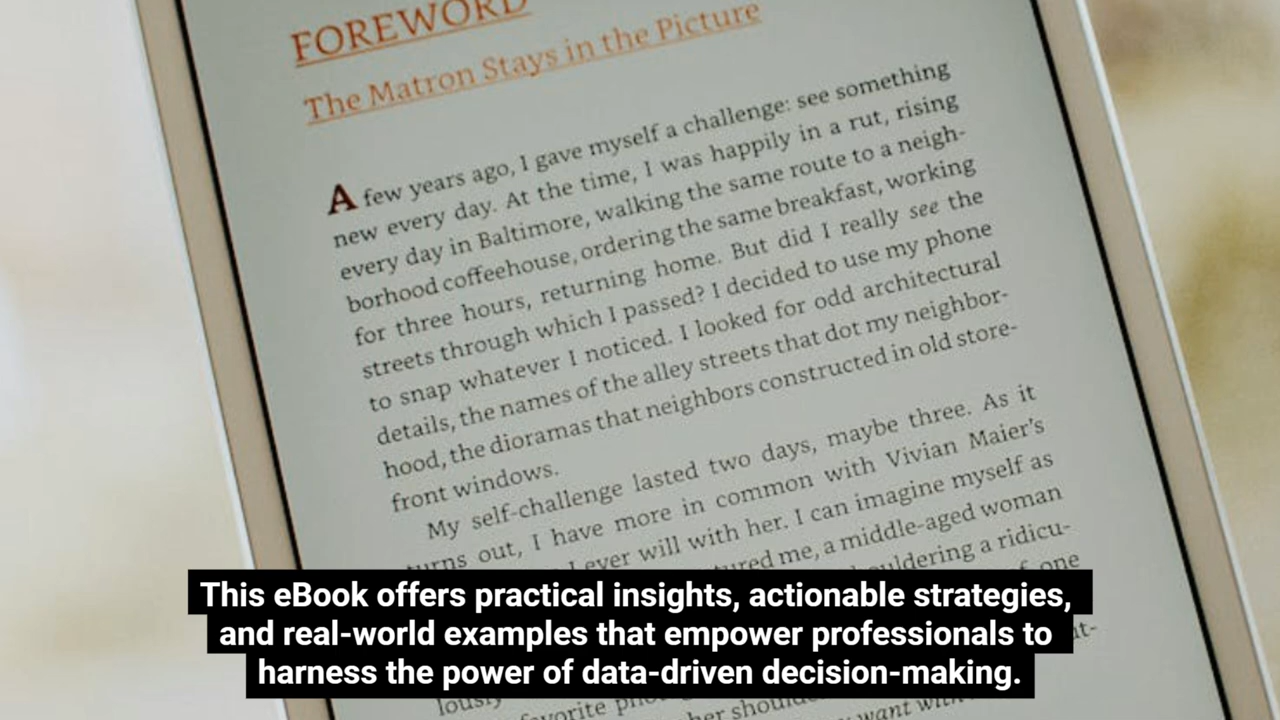 FOREWORD
The Matron Stays in the Picture
A few years ago, I gave myself a challenge: see something
new every day. At the time, I was happily in a rut, rising
every day in Baltimore, walking the same route to a neigh-
borhood coffeehouse, ordering the same breakfast, working
for three hours, returning home. But did I really see the
streets through which I passed? I decided to use my phone
to snap whatever I noticed. I looked for odd architectural
details, the names of the alley streets that dot my neighbor-
hood, the dioramas that neighbors constructed in old store-
front windows.
My self-challenge lasted two days, maybe three. As it
turns out, I have more in common with Vivian Maier's
I ever will with her. I can imagine myself as
me, a middle-aged woman
a ridicu-
of one
This eBook offers practical insights, actionable strategies,
and real-world examples that empower professionals to
harness the power of data-driven decision-making.
favorite
her
want